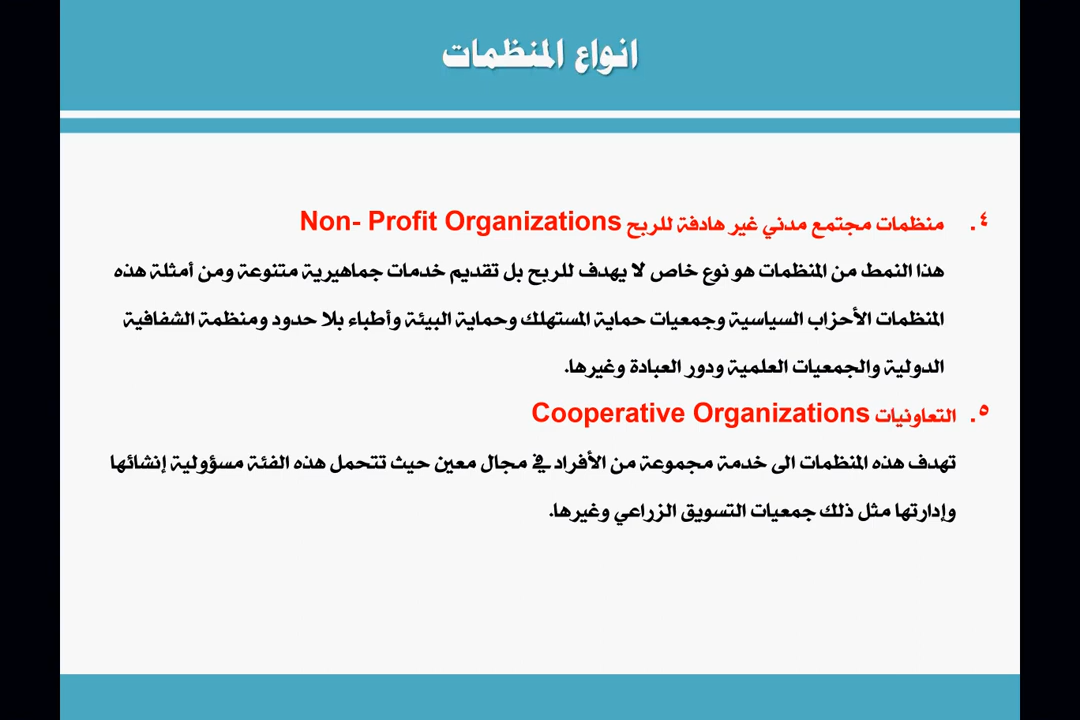 انواع المنظمات
٤. منظمات مجتمع مدني غير هادفة للربح Non- Profit Organizations
هذا النمط من المنظمات هو نوع خاص لا يهدف للربح بل تقديم خدمات جماهيرية متنوعة ومن أمثلة هذه
المنظمات الأحزاب السياسية وجمعيات حماية المستهلك وحماية البيئة وأطباء بلا حدود ومنظمة الشفافية
الدولية والجمعيات العلمية ودور العبادة وغيرها.
٥. التعاونيات Cooperative Organizations
تهدف هذه المنظمات الى خدمة مجموعة من الأفراد في مجال معين حيث تتحمل هذه الفئة مسؤولية إنشائها
وإدارتها مثل ذلك جمعيات التسويق الزراعي وغيرها.